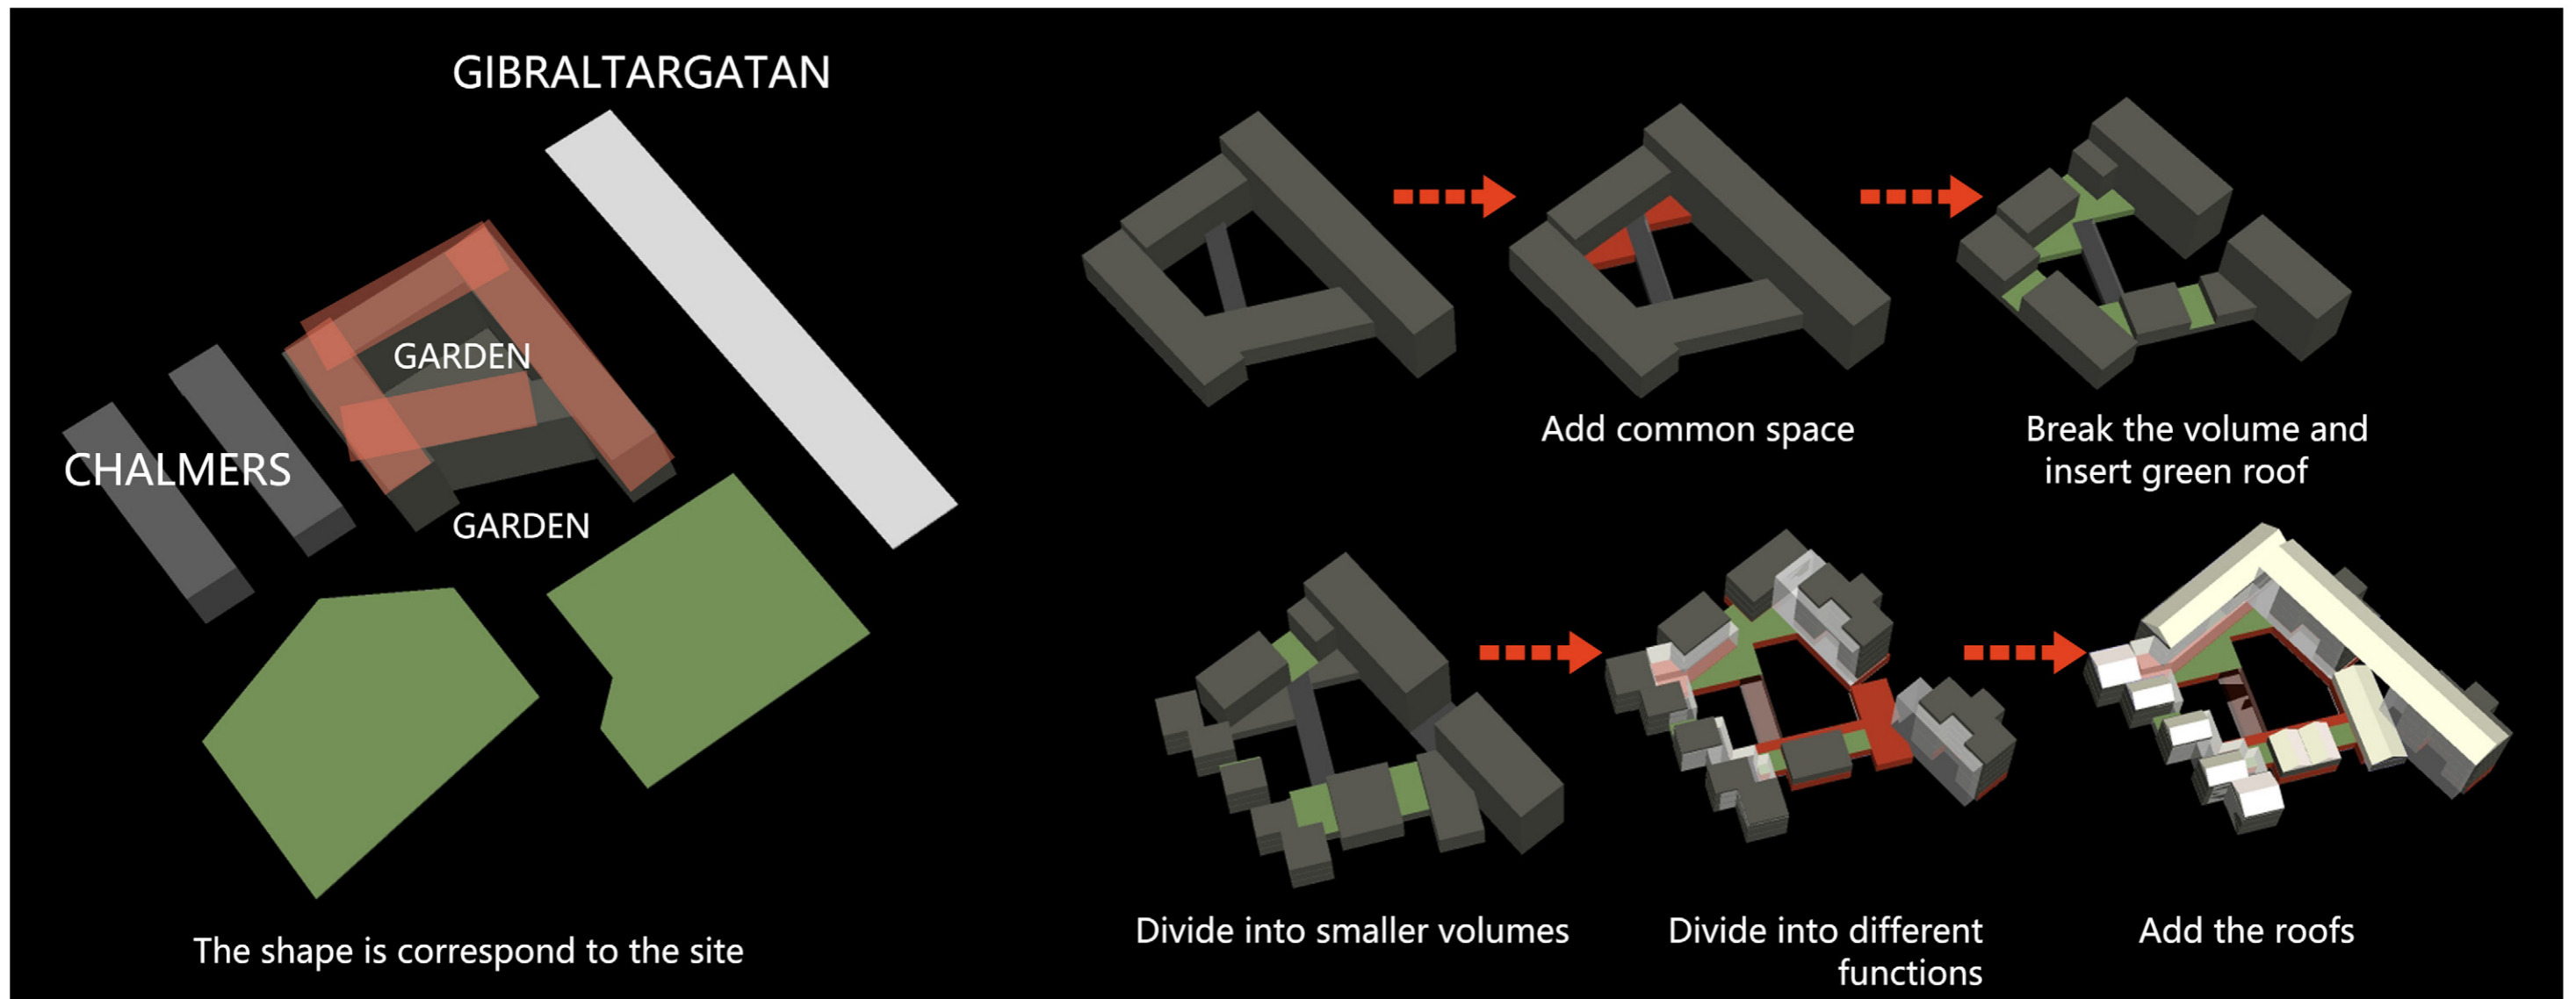 GIBRALTARGATAN
GARDEN
CHALMERS
GARDEN
The shape is correspond to the site
Add common space
Break the volume and
insert green roof
Divide into smaller volumes
Divide into different
functions
Add the roofs